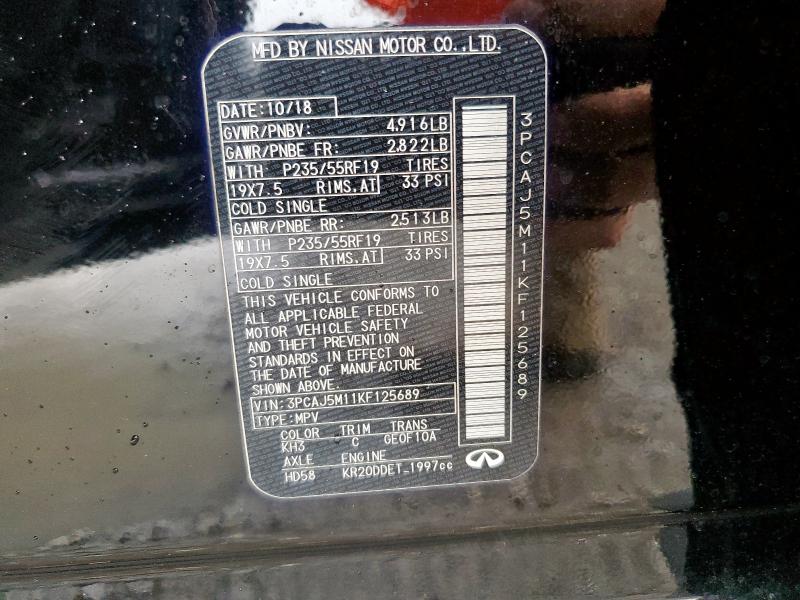 MFD BY NISSAN MOTOR CO.,LTD.
DATE:10/18
GVWR/PNBV: 4,916LB
GAWR/PNBE FR: 2,822LB
WITH P235/55RF19 TIRES
19X7.5 RIMS.AT 33 PSI
COLD SINGLE
GAWR/PNBE RR: 2,513LB
WITH P235/55RF19 TIRES
19X7.5 RIMS.AT 33 PSI
COLD SINGLE
THIS VEHICLE CONFORMS TO
ALL APPLICABLE FEDERAL
MOTOR VEHICLE SAFETY
AND THEFT PREVENTION
STANDARDS IN EFFECT ON
THE DATE OF MANUFACTURE
SHOWN ABOVE.
VIN:3PCAJ5M11KF125689
TYPE:MPV
COLOR TRIM TRANS
KH3 C GE0F10A
AXLE ENGINE
HD58 KR20DDET_1997cc
3PCAJ5M11KF125689